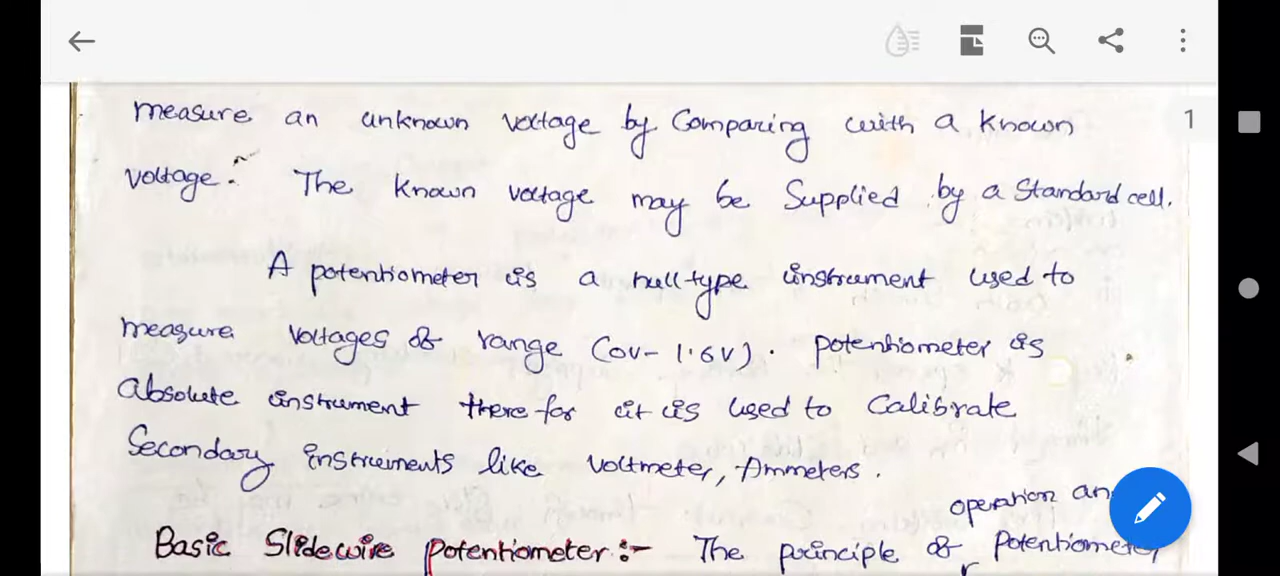 1
measure an unknown voltage by Comparing with a known
voltage. The known voltage may be Supplied by a Standard cell.
A potentiometer is a null type instrument used to
measure voltages of range (0V- 1.6V). Potentiometer is
absolute instrument there for it is used to Calibrate
Secondary instruments like Voltmeter, Ammeters.
operation an
Basic Slidewire potentiometer:- The principle of potentiometer